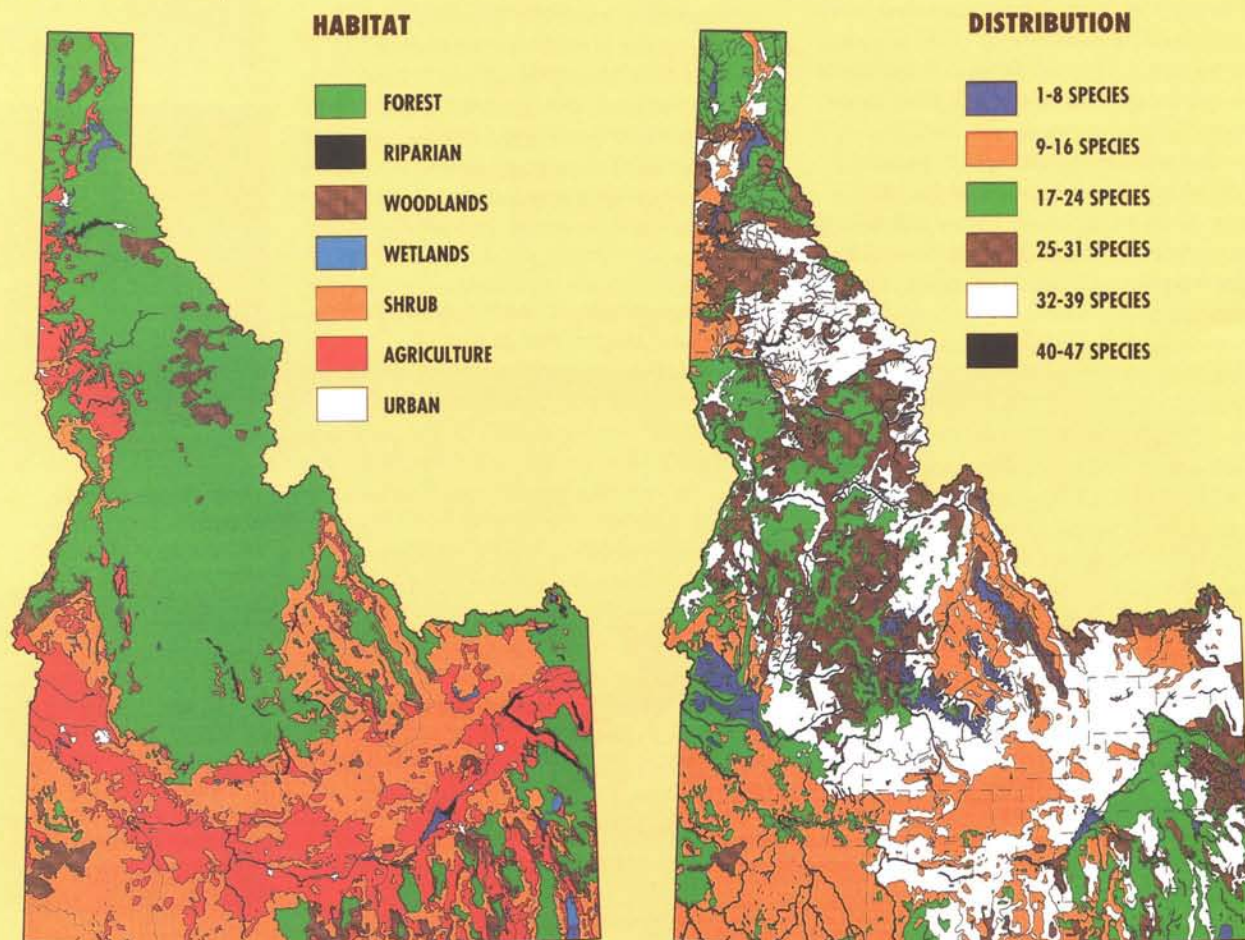 HABITAT
FOREST
RIPARIAN
WOODLANDS
WETLANDS
SHRUB
AGRICULTURE
URBAN
DISTRIBUTION
1-8 SPECIES
9-16 SPECIES
17-24 SPECIES
25-31 SPECIES
32-39 SPECIES
40-47 SPECIES